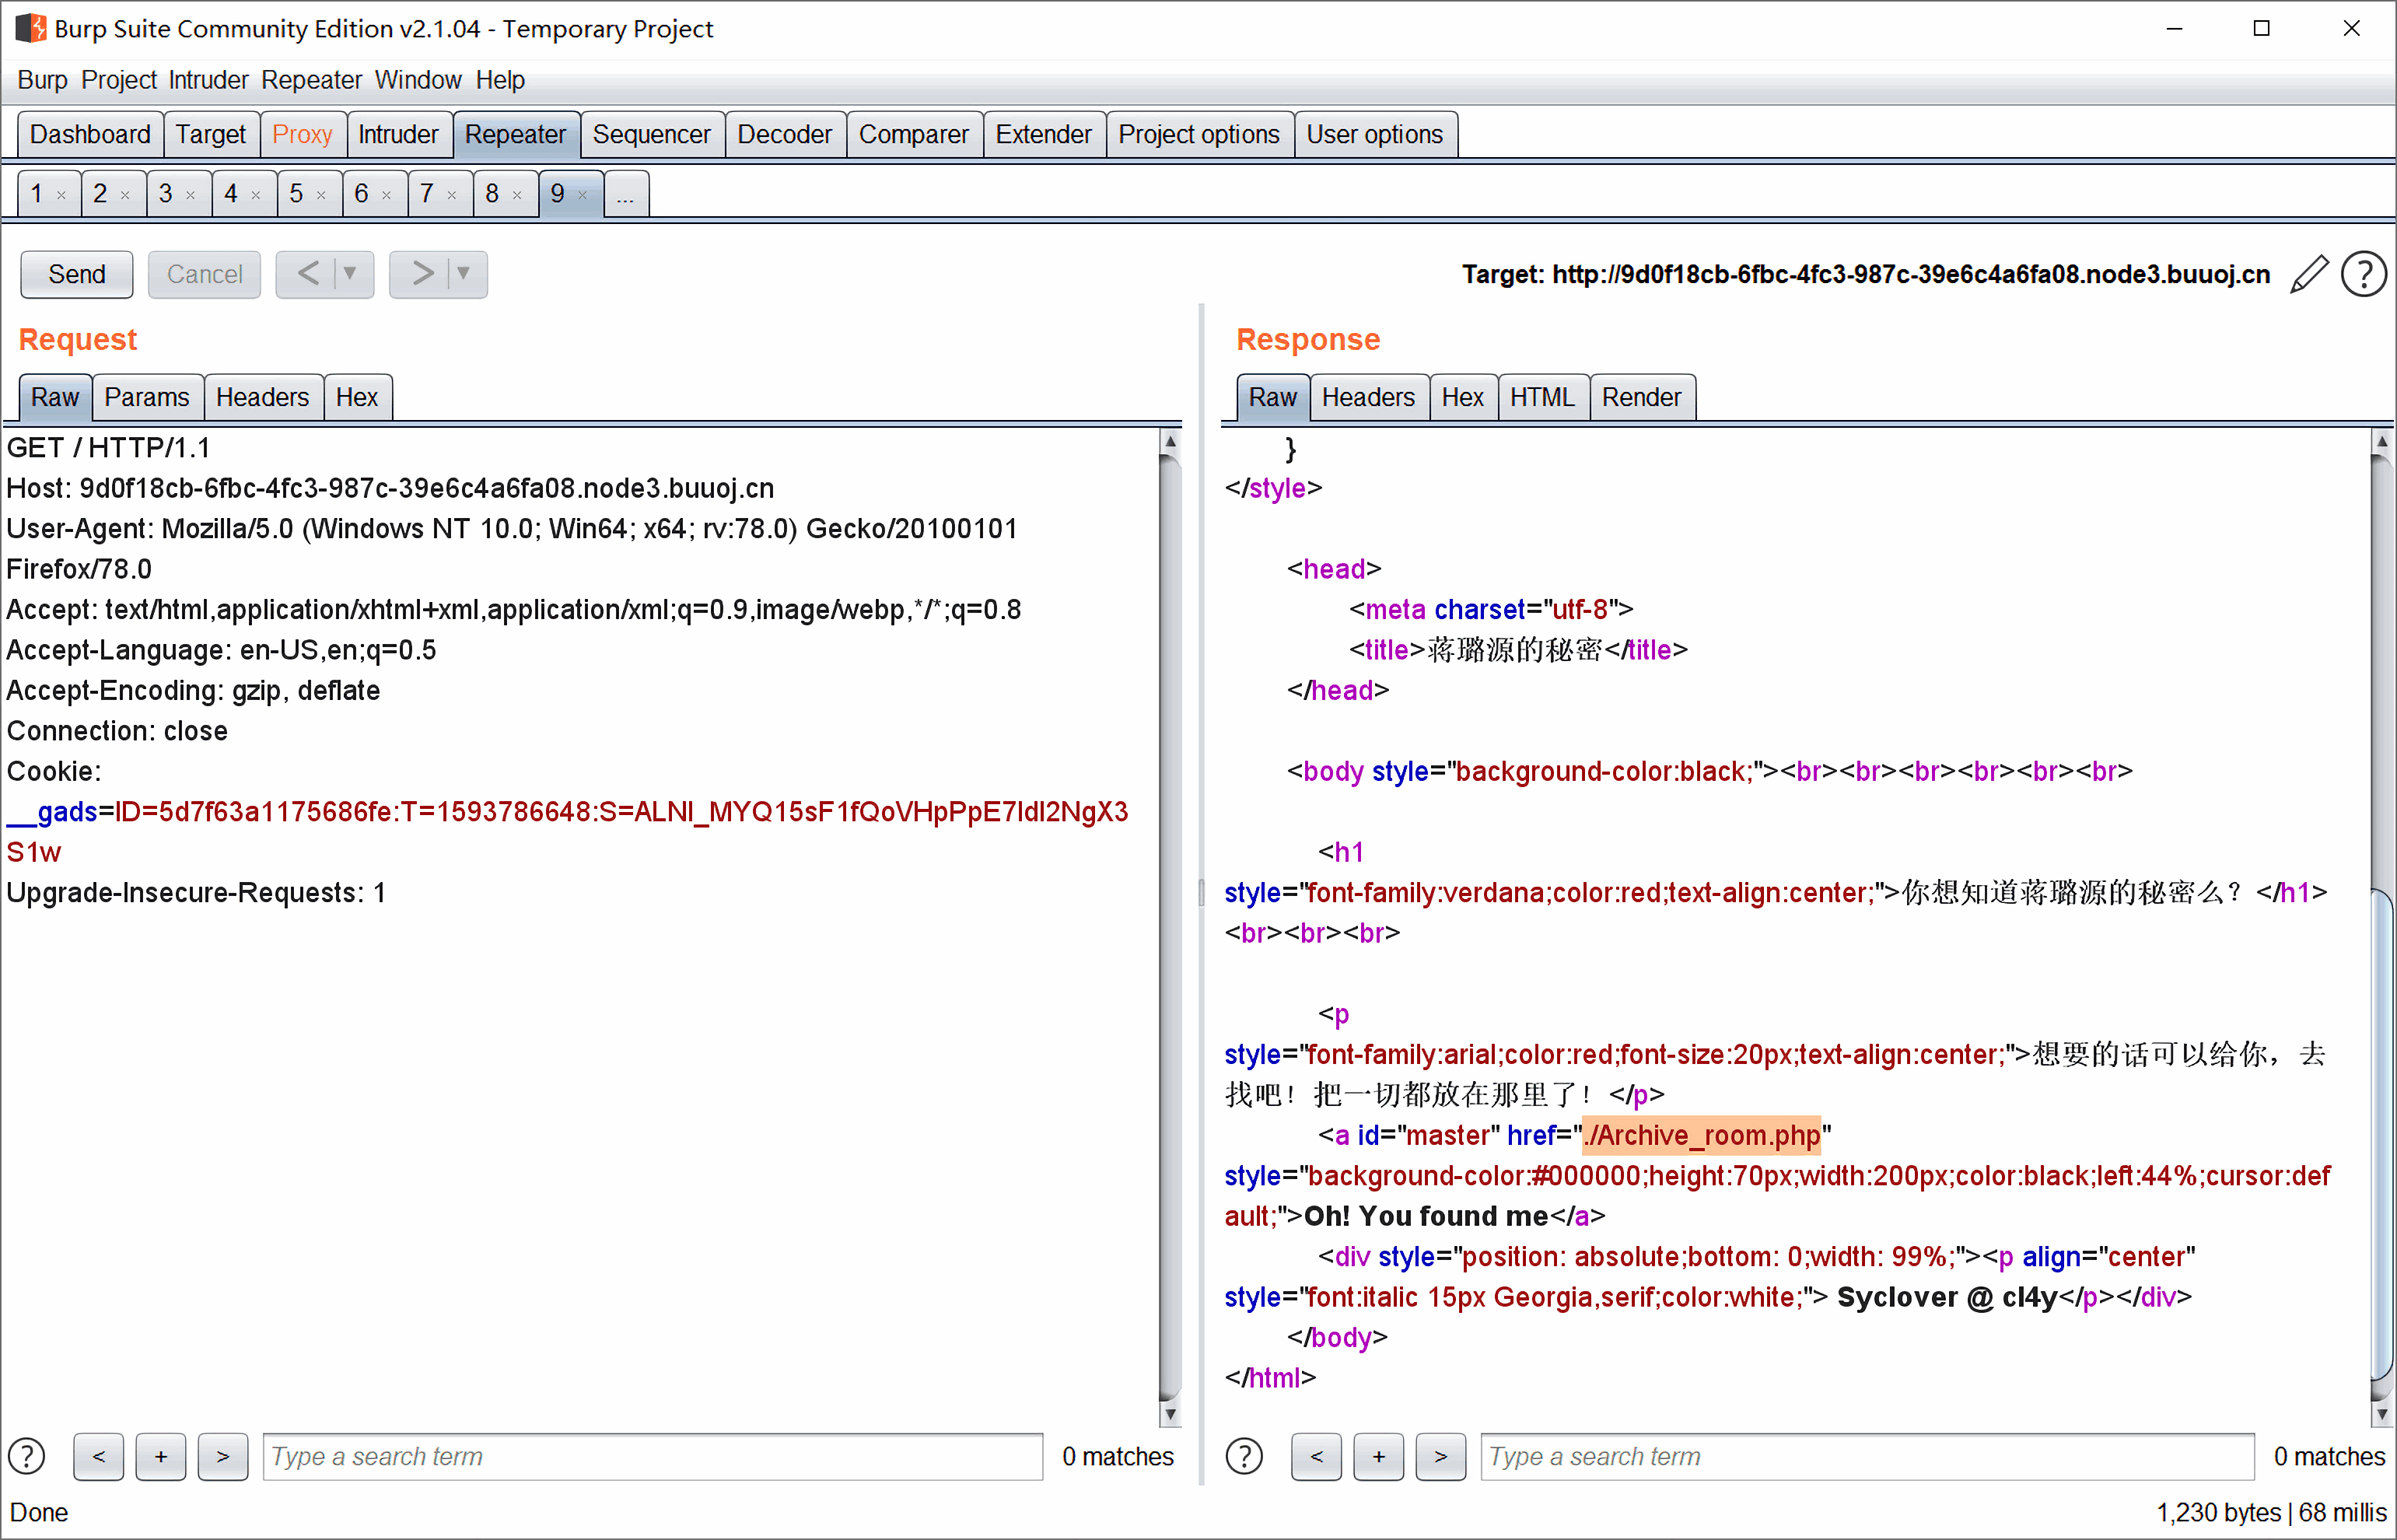 Burp Suite Community Edition v2.1.04 - Temporary Project
Burp Project Intruder Repeater Window Help
Dashboard Target Proxy Intruder Repeater Sequencer Decoder Comparer Extender Project options User options
1 × 2 × 3 × 4 × 5 × 6 × 7 × 8 × 9 × ...
Send Cancel < > Target: http://9d0f18cb-6fbc-4fc3-987c-39e6c4a6fa08.node3.buuoj.cn
Request
Raw Params Headers Hex
GET / HTTP/1.1
Host: 9d0f18cb-6fbc-4fc3-987c-39e6c4a6fa08.node3.buuoj.cn
User-Agent: Mozilla/5.0 (Windows NT 10.0; Win64; x64; rv:78.0) Gecko/20100101
Firefox/78.0
Accept: text/html,application/xhtml+xml,application/xml;q=0.9,image/webp,*/*;q=0.8
Accept-Language: en-US,en;q=0.5
Accept-Encoding: gzip, deflate
Connection: close
Cookie:
__gads=ID=5d7f63a1175686fe:T=1593786648:S=ALNI_MYQ15sF1fQoVHpPpE7ldI2NgX3
S1w
Upgrade-Insecure-Requests: 1
? < + > Type a search term 0 matches
Response
Raw Headers Hex HTML Render
}
</style>
<head>
<meta charset="utf-8">
<title>蒋璐源的秘密</title>
</head>
<body style="background-color:black;"><br><br><br><br><br><br>
<h1
style="font-family:verdana;color:red;text-align:center;">你想知道蒋璐源的秘密么？</h1>
<br><br><br>
<p
style="font-family:arial;color:red;font-size:20px;text-align:center;">想要的话可以给你，去
找吧！把一切都放在那里了！</p>
<a id="master" href="./Archive_room.php"
style="background-color:#000000;height:70px;width:200px;color:black;left:44%;cursor:def
ault;">Oh! You found me</a>
<div style="position: absolute;bottom: 0;width: 99%;"><p align="center"
style="font:italic 15px Georgia,serif;color:white;"> Syclover @ cl4y</p></div>
</body>
</html>
? < + > Type a search term 0 matches
Done 1,230 bytes | 68 millis